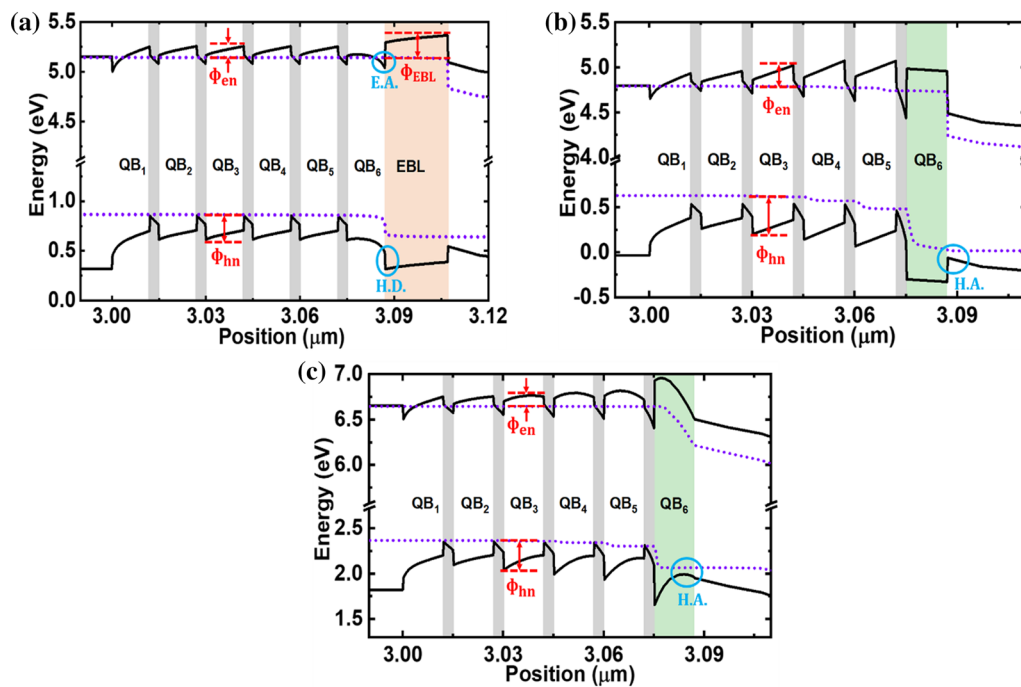 (a)
5.5
5.0
4.5
1.0
0.5
0.0
Energy (eV)
ϕen
E.A.
ϕEBL
QB1 QB2 QB3 QB4 QB5 QB6 EBL
ϕhn
H.D.
3.00 3.03 3.06 3.09 3.12
Position (μm)
(b)
5.5
5.0
4.5
4.0
0.5
0.0
-0.5
Energy (eV)
ϕen
QB1 QB2 QB3 QB4 QB5 QB6
ϕhn
H.A.
3.00 3.03 3.06 3.09
Position (μm)
(c)
7.0
6.5
6.0
2.5
2.0
1.5
Energy (eV)
ϕen
QB1 QB2 QB3 QB4 QB5 QB6
ϕhn
H.A.
3.00 3.03 3.06 3.09
Position (μm)